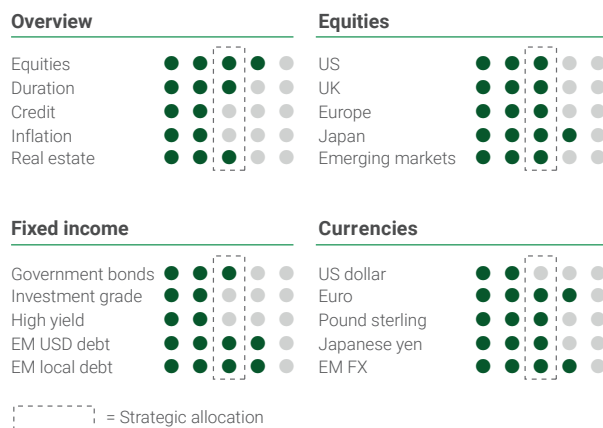 Overview
Equities
Duration
Credit
Inflation
Real estate
Equities
US
UK
Europe
Japan
Emerging markets
Fixed income
Government bonds
Investment grade
High yield
EM USD debt
EM local debt
Currencies
US dollar
Euro
Pound sterling
Japanese yen
EM FX
= Strategic allocation